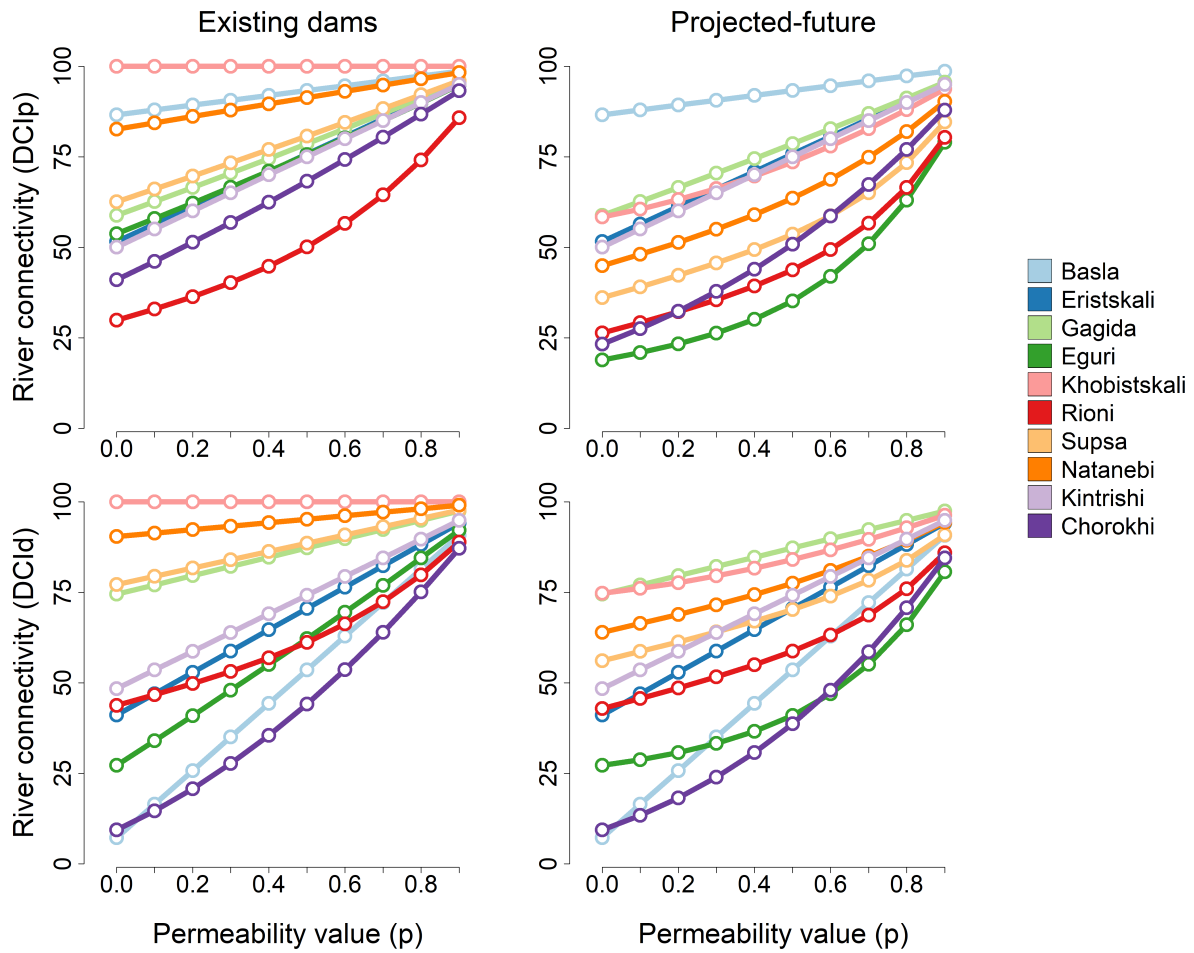 Existing dams
Projected-future
River connectivity (DCIp)
100
75
50
25
0
0.0 0.2 0.4 0.6 0.8
100
75
50
25
0
0.0 0.2 0.4 0.6 0.8
Basla
Eristskali
Gagida
Eguri
Khobistskali
Rioni
Supsa
Natanebi
Kintrishi
Chorokhi
River connectivity (DCId)
100
75
50
25
0
0.0 0.2 0.4 0.6 0.8
Permeability value (p)
100
75
50
25
0
0.0 0.2 0.4 0.6 0.8
Permeability value (p)